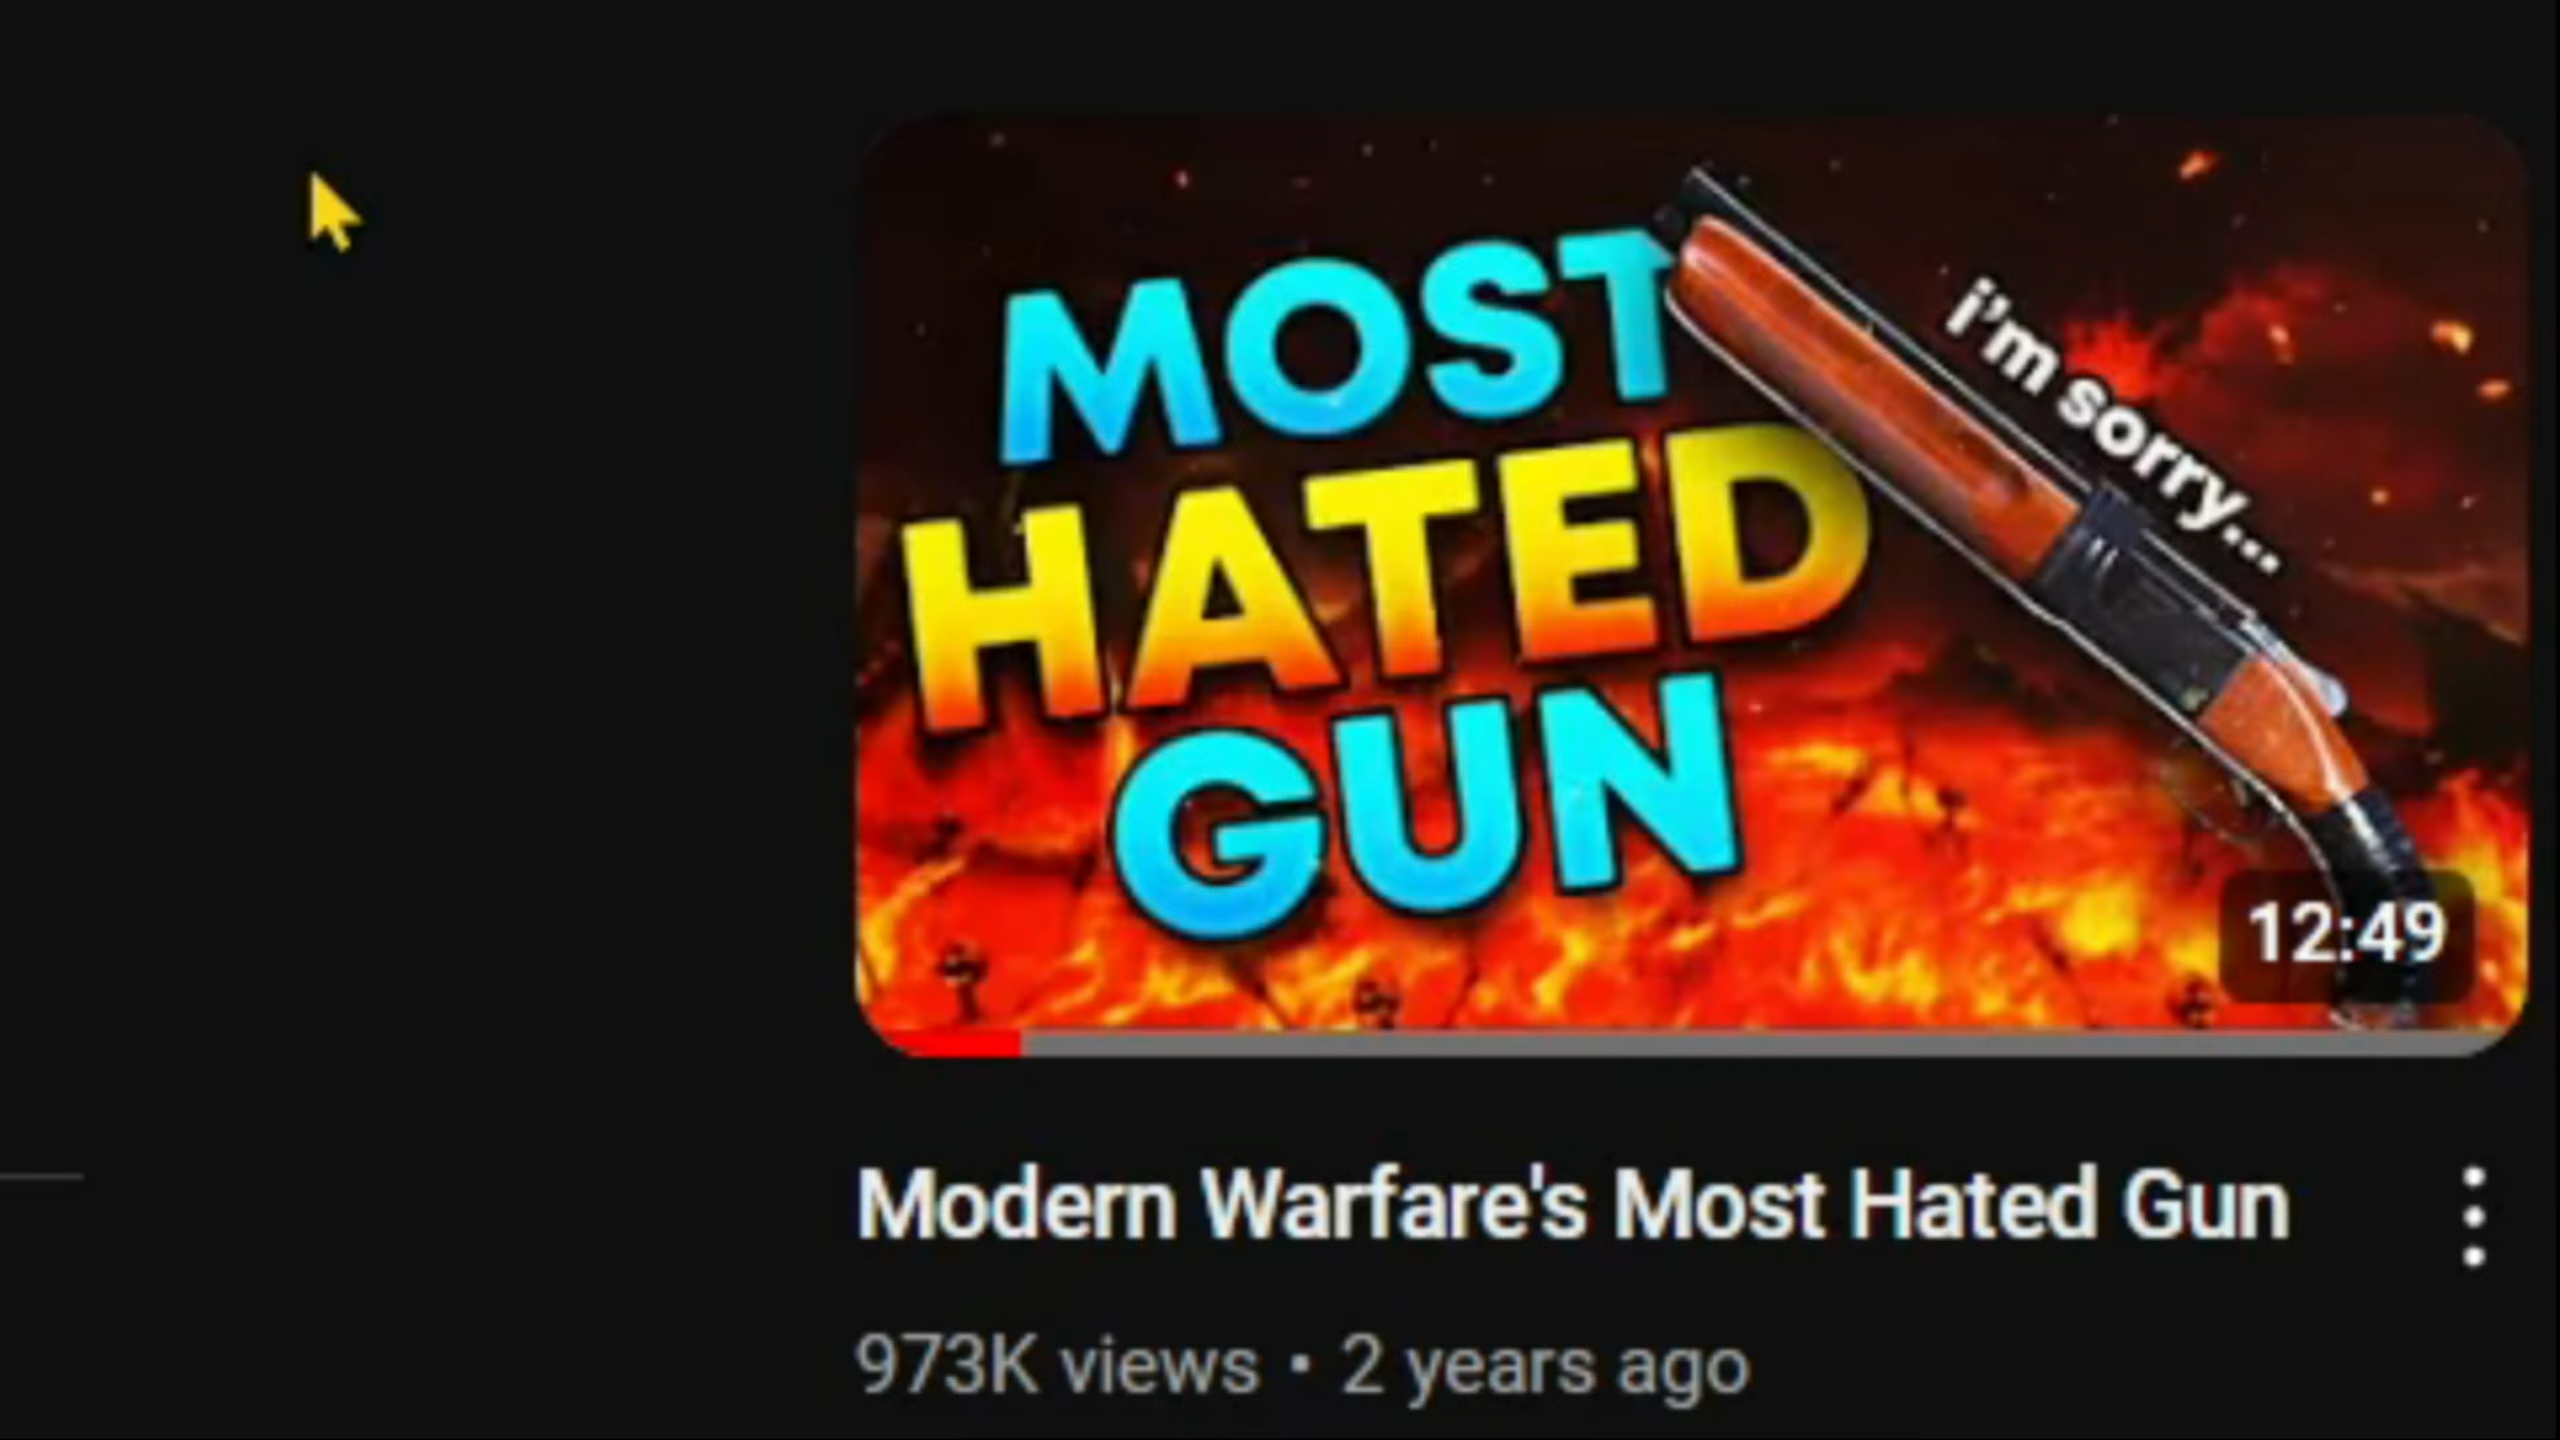 MOST
HATED
GUN
i'm sorry...
12:49
Modern Warfare's Most Hated Gun
973K views • 2 years ago